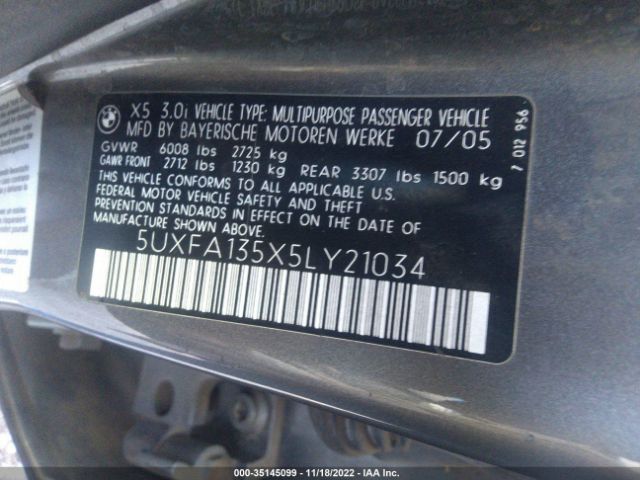 X5 3.0i VEHICLE TYPE: MULTIPURPOSE PASSENGER VEHICLE
MFD BY BAYERISCHE MOTOREN WERKE 07/05
GVWR 6008 lbs 2725 kg
GAWR FRONT 2712 lbs 1230 kg REAR 3307 lbs 1500 kg
THIS VEHICLE CONFORMS TO ALL APPLICABLE U.S.
FEDERAL MOTOR VEHICLE SAFETY AND THEFT
PREVENTION STANDARDS IN EFFECT ON THE DATE OF
MANUFACTURE SHOWN ABOVE.
5UXFA135X5LY21034
7 012 956
000-35145099 — 11/18/2022 — IAA Inc.